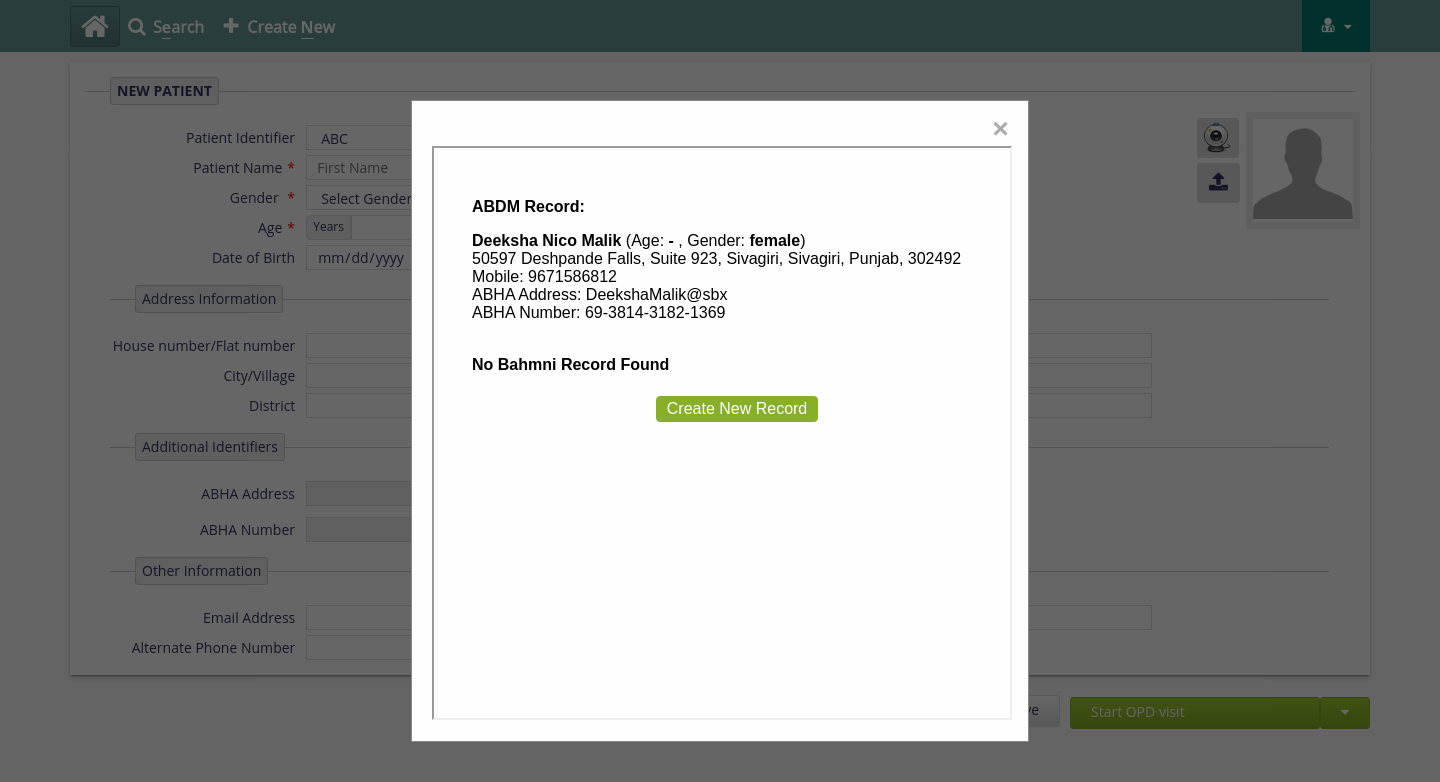 Search
Create New
NEW PATIENT
Patient Identifier
ABC
Patient Name *
First Name
Gender *
Select Gender
Age *
Years
Date of Birth
mm/dd/yyyy
Address Information
House number/Flat number
City/Village
District
Additional Identifiers
ABHA Address
ABHA Number
Other Information
Email Address
Alternate Phone Number
×
ABDM Record:
Deeksha Nico Malik (Age: - , Gender: female)
50597 Deshpande Falls, Suite 923, Sivagiri, Sivagiri, Punjab, 302492
Mobile: 9671586812
ABHA Address: DeekshaMalik@sbx
ABHA Number: 69-3814-3182-1369
No Bahmni Record Found
Create New Record
Start OPD visit